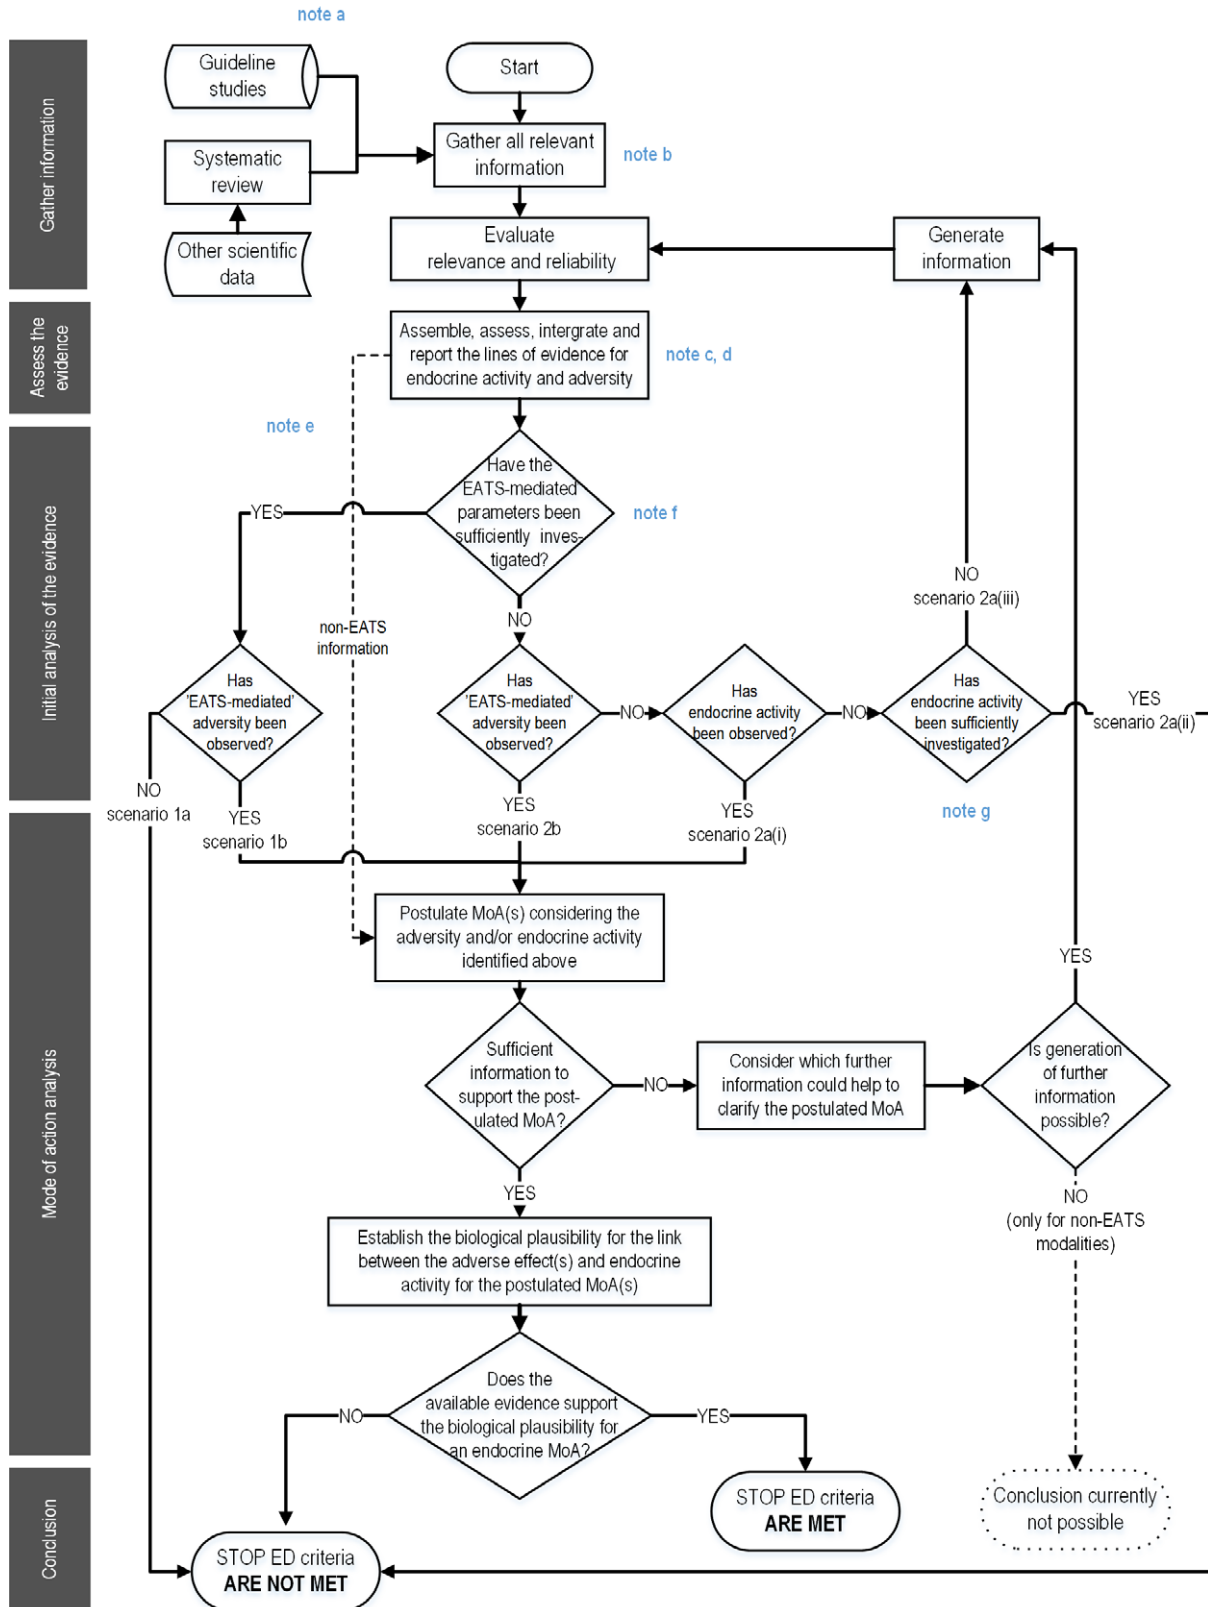 note a
Gather information
Guideline
studies
Start
Gather all relevant
information
note b
Systematic
review
Other scientific
data
Evaluate
relevance and reliability
Generate
information
Assess the
evidence
Assemble, assess, intergrate and
report the lines of evidence for
endocrine activity and adversity
note c, d
note e
Initial analysis of the evidence
Have the
EATS-mediated
parameters been
sufficiently inves-
tigated?
note f
YES
NO
non-EATS
information
Has
'EATS-mediated'
adversity been
observed?
Has
'EATS-mediated'
adversity been
observed?
NO
Has
endocrine activity
been observed?
NO
Has
endocrine activity
been sufficiently
investigated?
NO
scenario 2a(iii)
YES
scenario 2a(ii)
note g
NO
scenario 1a
YES
scenario 1b
YES
scenario 2b
YES
scenario 2a(i)
Mode of action analysis
Postulate MoA(s) considering the
adversity and/or endocrine activity
identified above
Sufficient
information to
support the post-
ulated MoA?
NO
Consider which further
information could help to
clarify the postulated MoA
Is generation
of further
information
possible?
YES
NO
(only for non-EATS
modalities)
YES
Establish the biological plausibility for the link
between the adverse effect(s) and endocrine
activity for the postulated MoA(s)
Does the
available evidence support
the biological plausibility for
an endocrine MoA?
NO
YES
Conclusion
STOP ED criteria
ARE NOT MET
STOP ED criteria
ARE MET
Conclusion currently
not possible